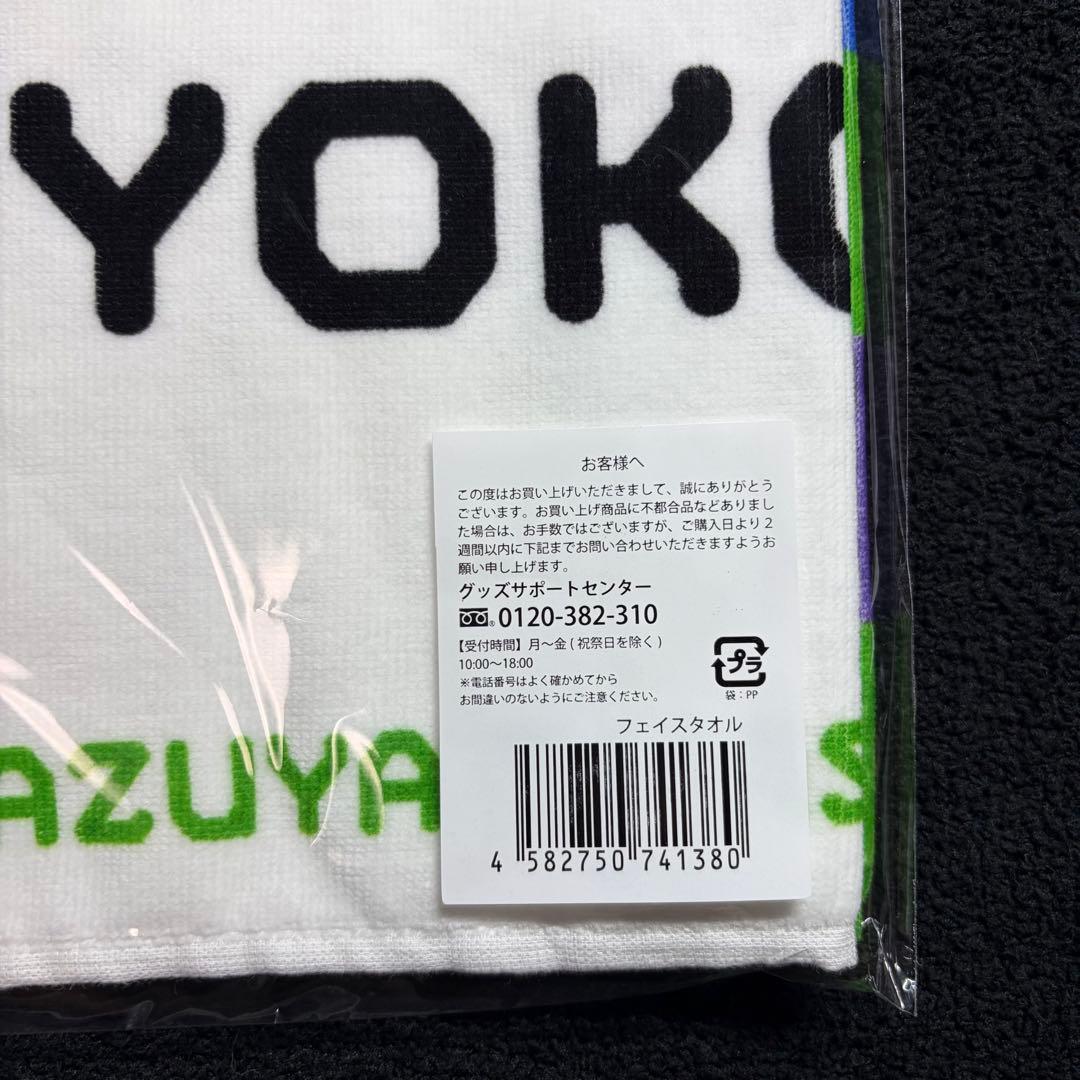 YOKO
お客様へ
この度はお買い上げいただきまして、誠にありがとう
ございます。お買い上げ商品に不都合品などありまし
た場合は、お手数ではございますが、ご購入日より２
週間以内に下記までお問い合わせいただきますようお
願い申し上げます。
グッズサポートセンター
0120-382-310
【受付時間】月～金 ( 祝祭日を除く )
10:00～18:00
※電話番号はよく確かめてから
お間違いのないようにご注意ください。
プラ
袋：PP
フェイスタオル
AZUYA S
4 582750 741380